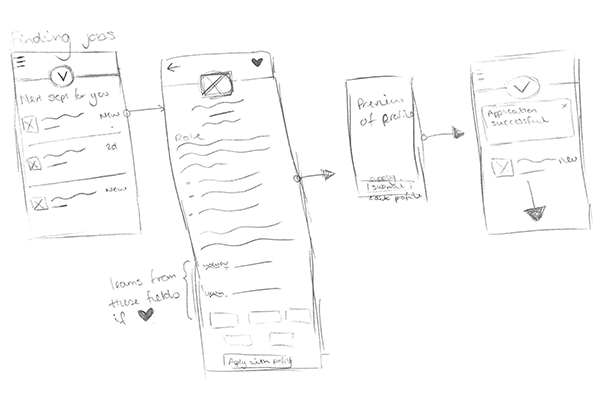 Finding jobs
Next steps for you
New
2d
New
Role
learns from
these fields
if
Apply with profile
Preview
of profile
apply
submit
edit profile
x
Application
successful
new